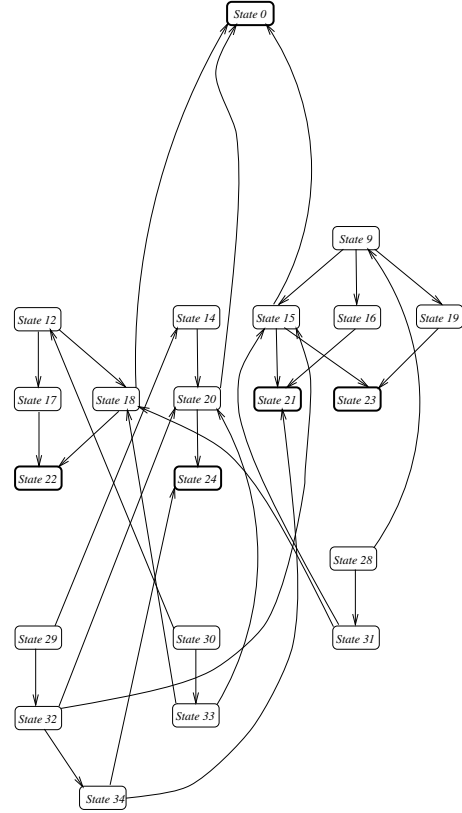 State 0
State 9
State 12
State 14
State 15
State 16
State 19
State 17
State 18
State 20
State 21
State 23
State 22
State 24
State 28
State 29
State 30
State 31
State 32
State 33
State 34